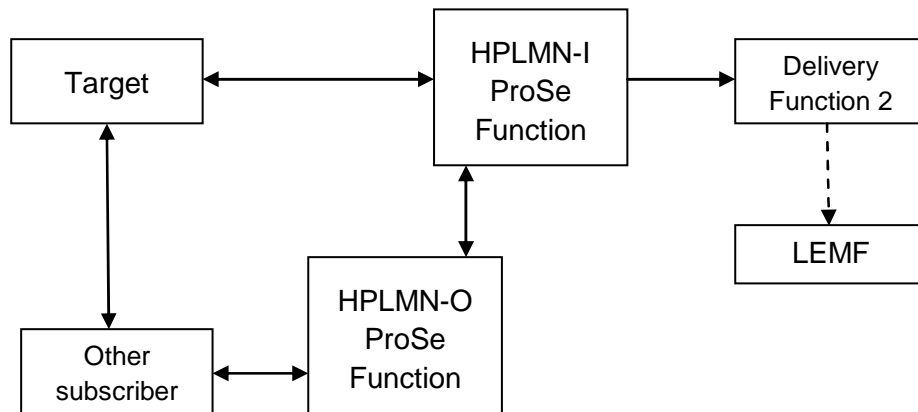 Target
HPLMN-I
ProSe
Function
Delivery
Function 2
LEMF
HPLMN-O
ProSe
Function
Other
subscriber